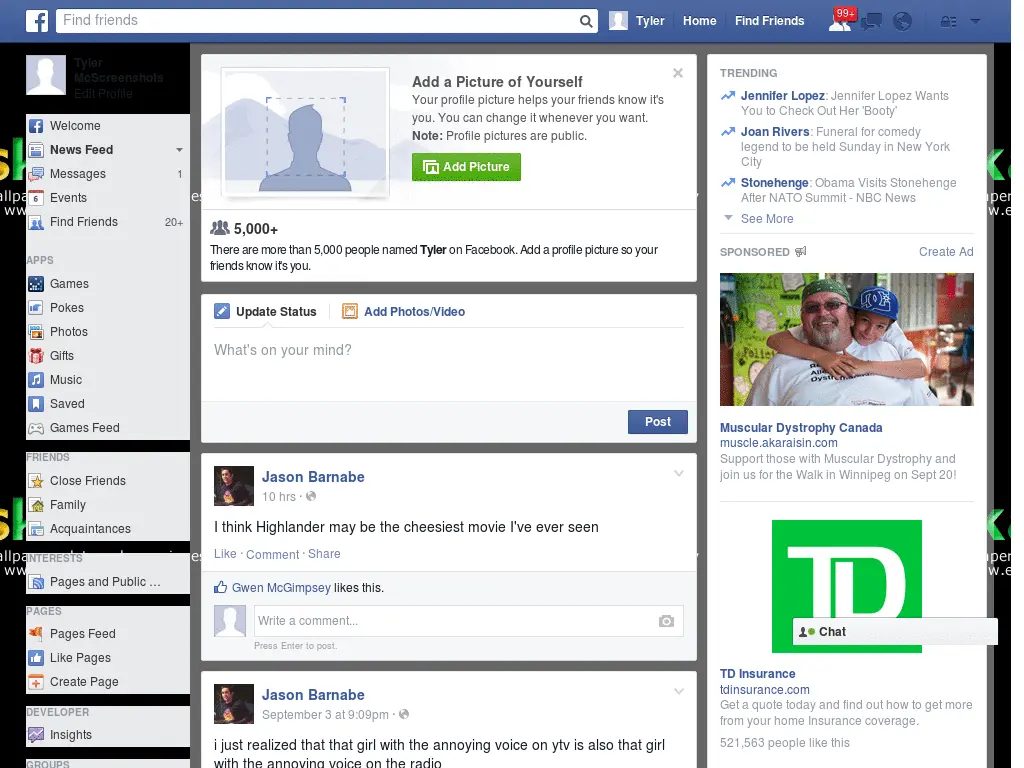 Find friends
Tyler
Home
Find Friends
99+
Tyler
McScreenshots
Edit Profile
Welcome
News Feed
Messages 1
Events
Find Friends 20+
APPS
Games
Pokes
Photos
Gifts
Music
Saved
Games Feed
FRIENDS
Close Friends
Family
Acquaintances
INTERESTS
Pages and Public ...
PAGES
Pages Feed
Like Pages
Create Page
DEVELOPER
Insights
GROUPS
Add a Picture of Yourself
Your profile picture helps your friends know it's
you. You can change it whenever you want.
Note: Profile pictures are public.
Add Picture
5,000+
There are more than 5,000 people named Tyler on Facebook. Add a profile picture so your
friends know it's you.
Update Status
Add Photos/Video
What's on your mind?
Post
Jason Barnabe
10 hrs ·
I think Highlander may be the cheesiest movie I've ever seen
Like · Comment · Share
Gwen McGimpsey likes this.
Write a comment...
Press Enter to post.
Jason Barnabe
September 3 at 9:09pm ·
i just realized that that girl with the annoying voice on ytv is also that girl
with the annoying voice on the radio
TRENDING
Jennifer Lopez: Jennifer Lopez Wants
You to Check Out Her 'Booty'
Joan Rivers: Funeral for comedy
legend to be held Sunday in New York
City
Stonehenge: Obama Visits Stonehenge
After NATO Summit - NBC News
See More
SPONSORED
Create Ad
Muscular Dystrophy Canada
muscle.akaraisin.com
Support those with Muscular Dystrophy and
join us for the Walk in Winnipeg on Sept 20!
TD
Chat
TD Insurance
tdinsurance.com
Get a quote today and find out how to get more
from your home Insurance coverage.
521,563 people like this